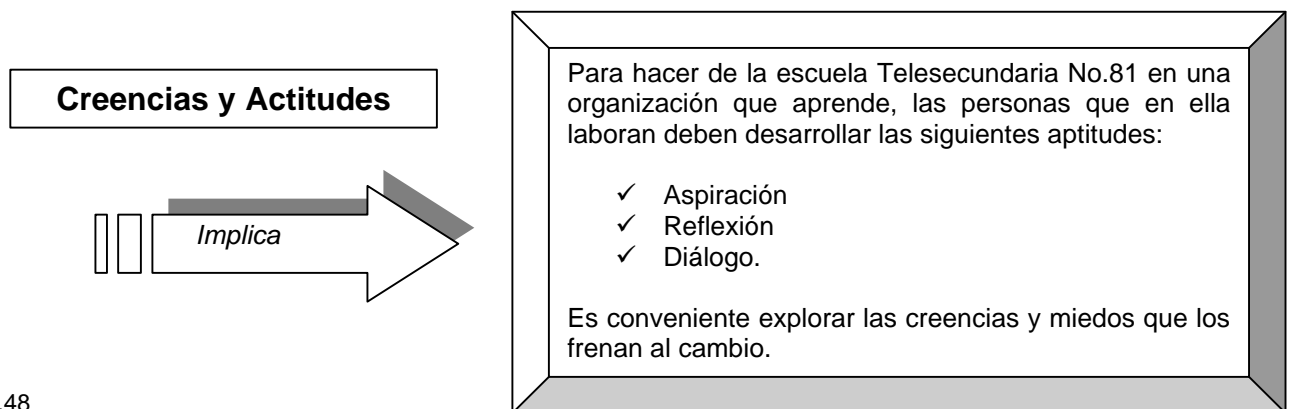 Creencias y Actitudes
Implica
Para hacer de la escuela Telesecundaria No.81 en una
organización que aprende, las personas que en ella
laboran deben desarrollar las siguientes aptitudes:
✓ Aspiración
✓ Reflexión
✓ Diálogo.
Es conveniente explorar las creencias y miedos que los
frenan al cambio.
48